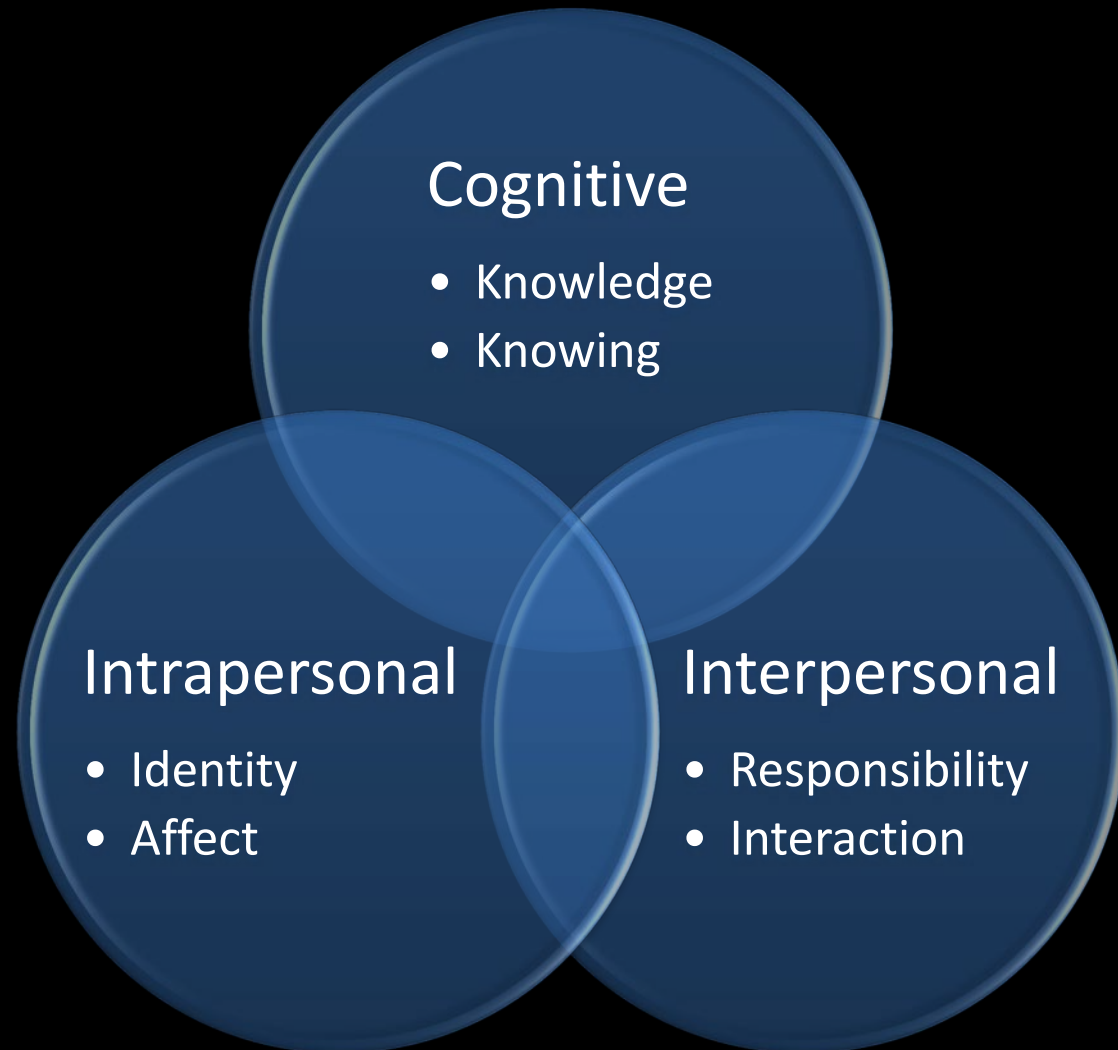 Cognitive
• Knowledge
• Knowing
Intrapersonal
• Identity
• Affect
Interpersonal
• Responsibility
• Interaction